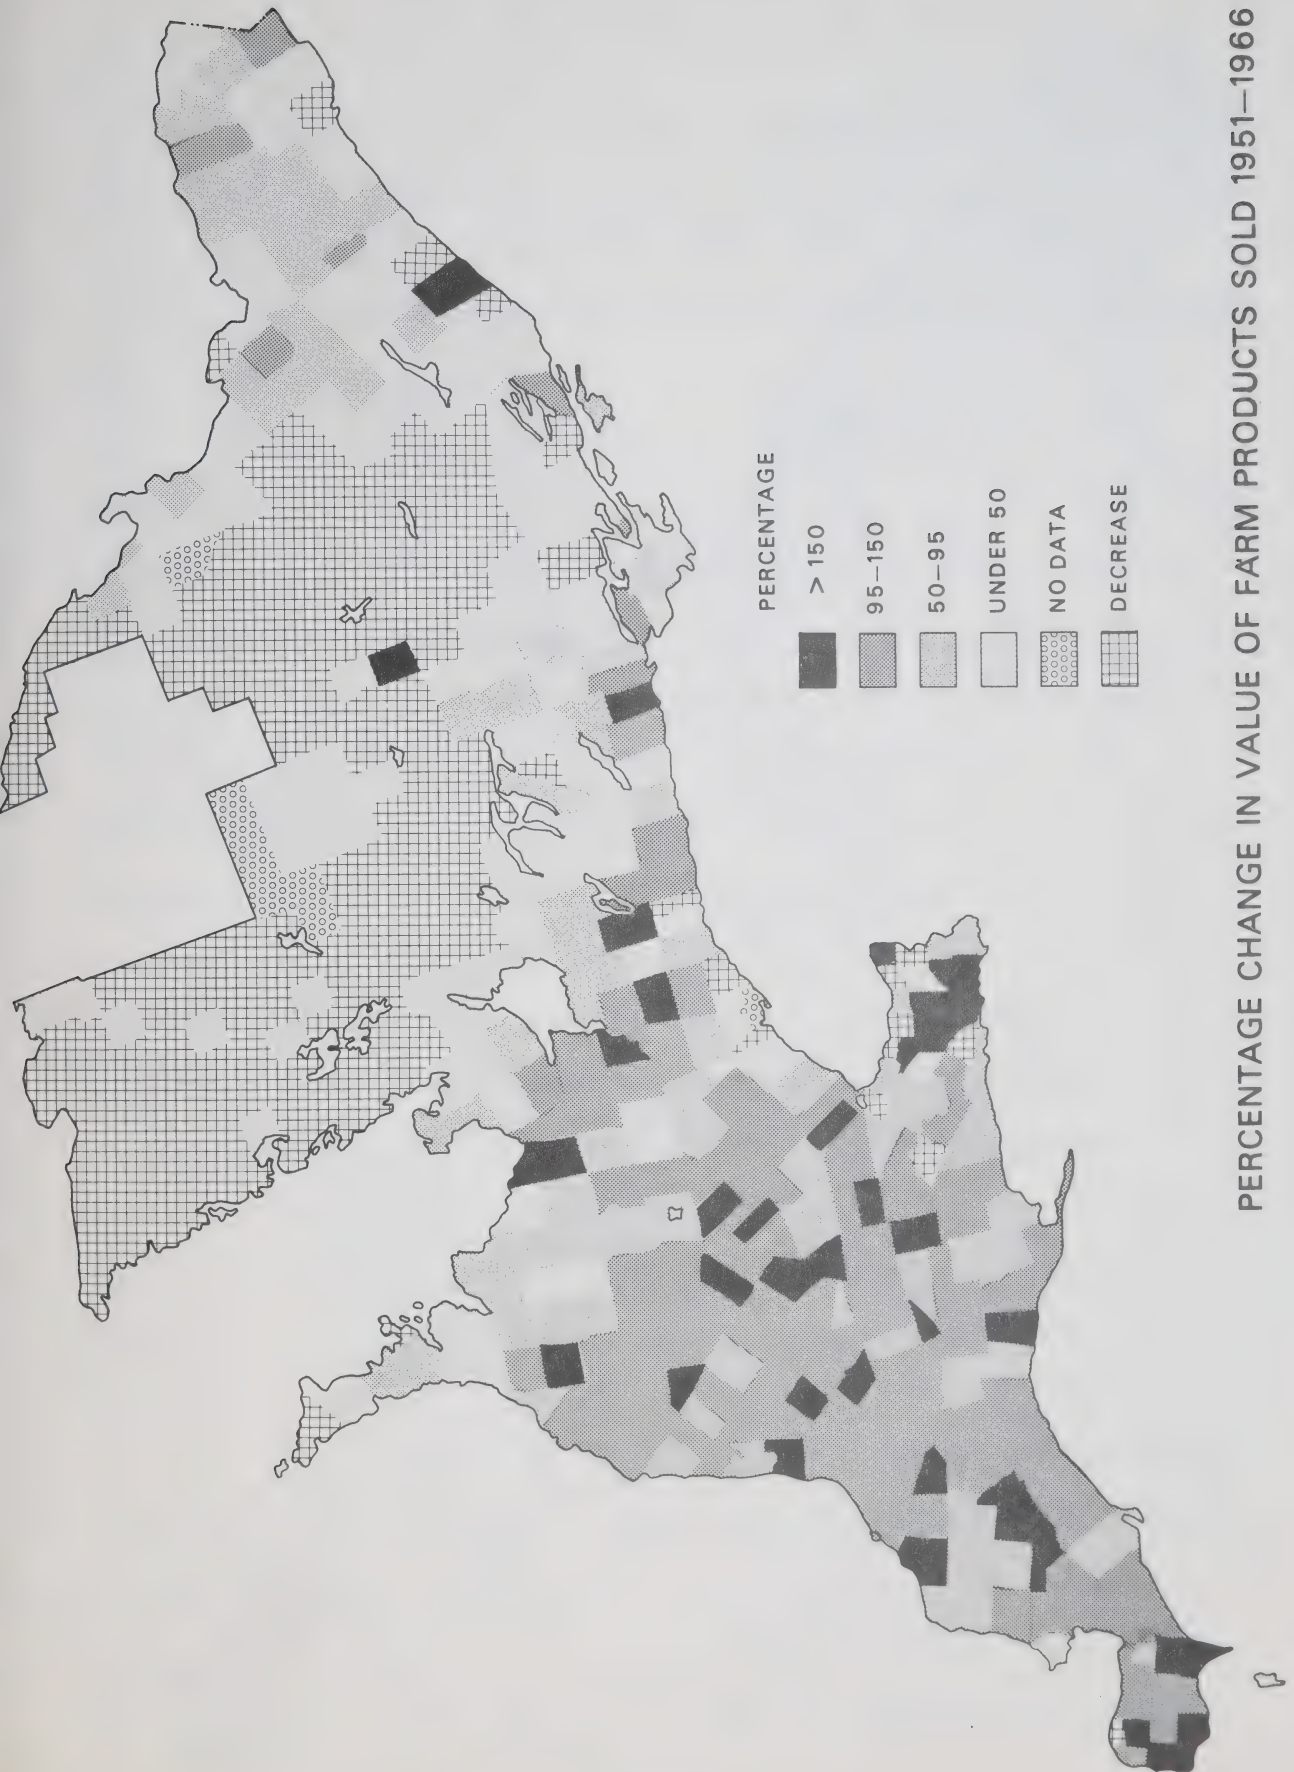 PERCENTAGE
> 150
95–150
50–95
UNDER 50
NO DATA
DECREASE
PERCENTAGE CHANGE IN VALUE OF FARM PRODUCTS SOLD 1951–1966